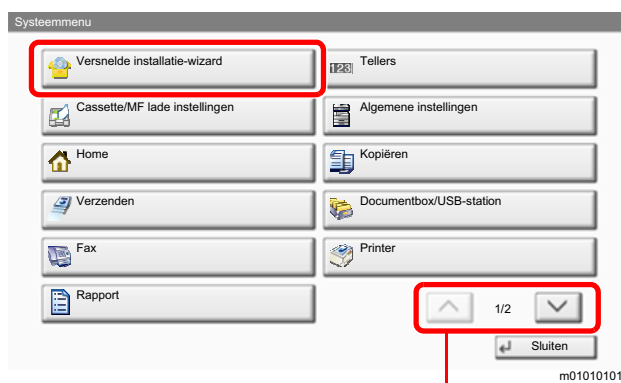 Systeemmenu
Versnelde installatie-wizard
123 Tellers
Cassette/MF lade instellingen
Algemene instellingen
Home
Kopiëren
Verzenden
Documentbox/USB-station
Fax
Printer
Rapport
1/2
Sluiten
m01010101